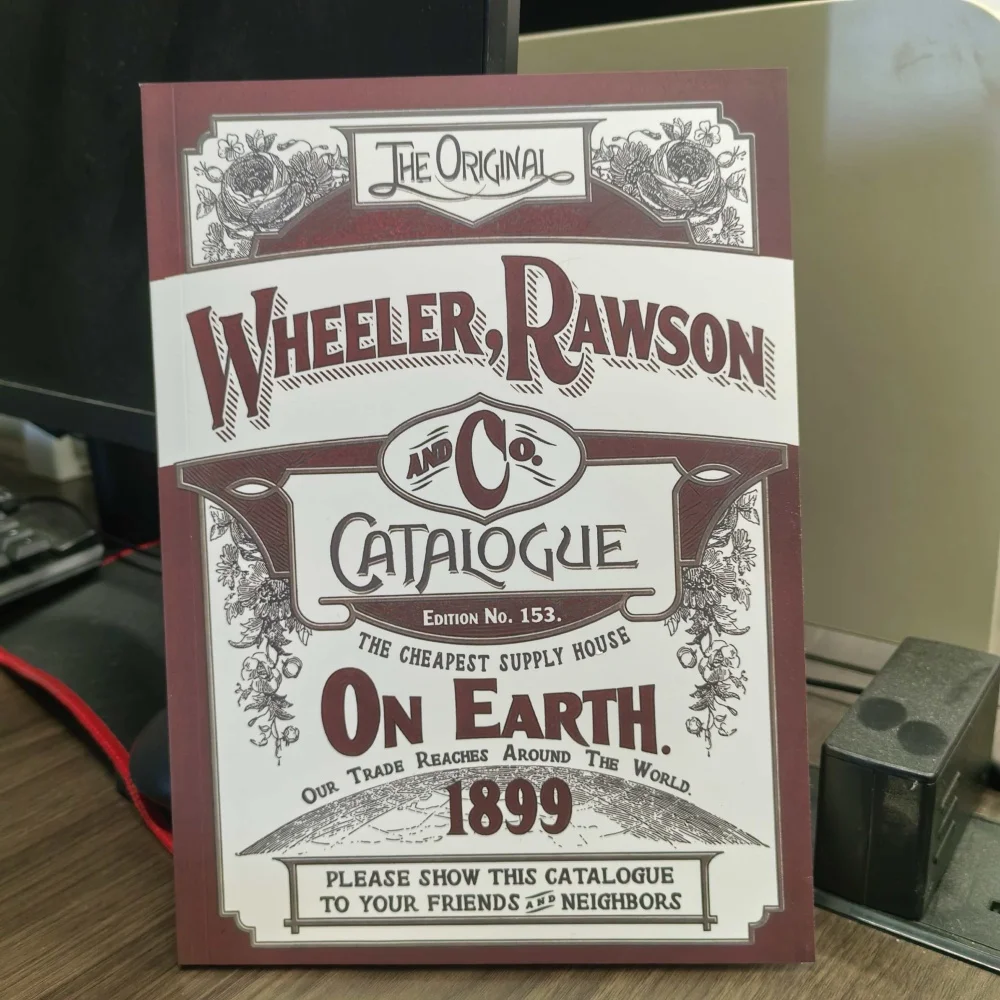 The Original
Wheeler, Rawson
and Co.
Catalogue
Edition No. 153.
The Cheapest Supply House
On Earth.
Our Trade Reaches Around The World.
1899
Please Show This Catalogue
To Your Friends and Neighbors